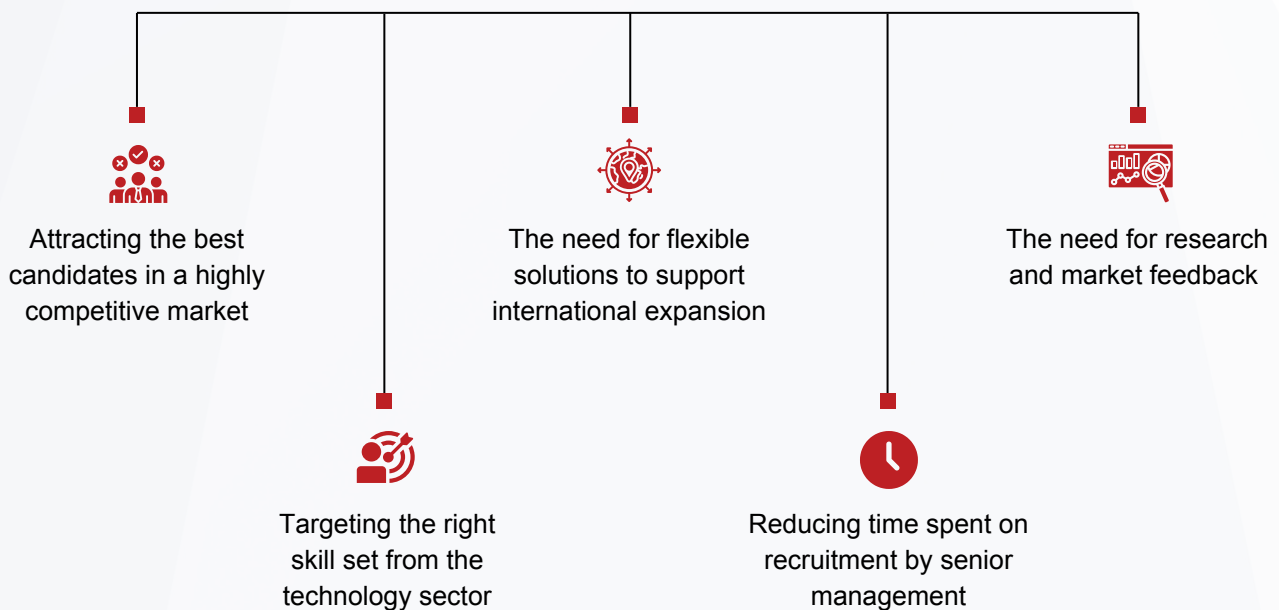 Attracting the best
candidates in a highly
competitive market
Targeting the right
skill set from the
technology sector
The need for flexible
solutions to support
international expansion
Reducing time spent on
recruitment by senior
management
The need for research
and market feedback